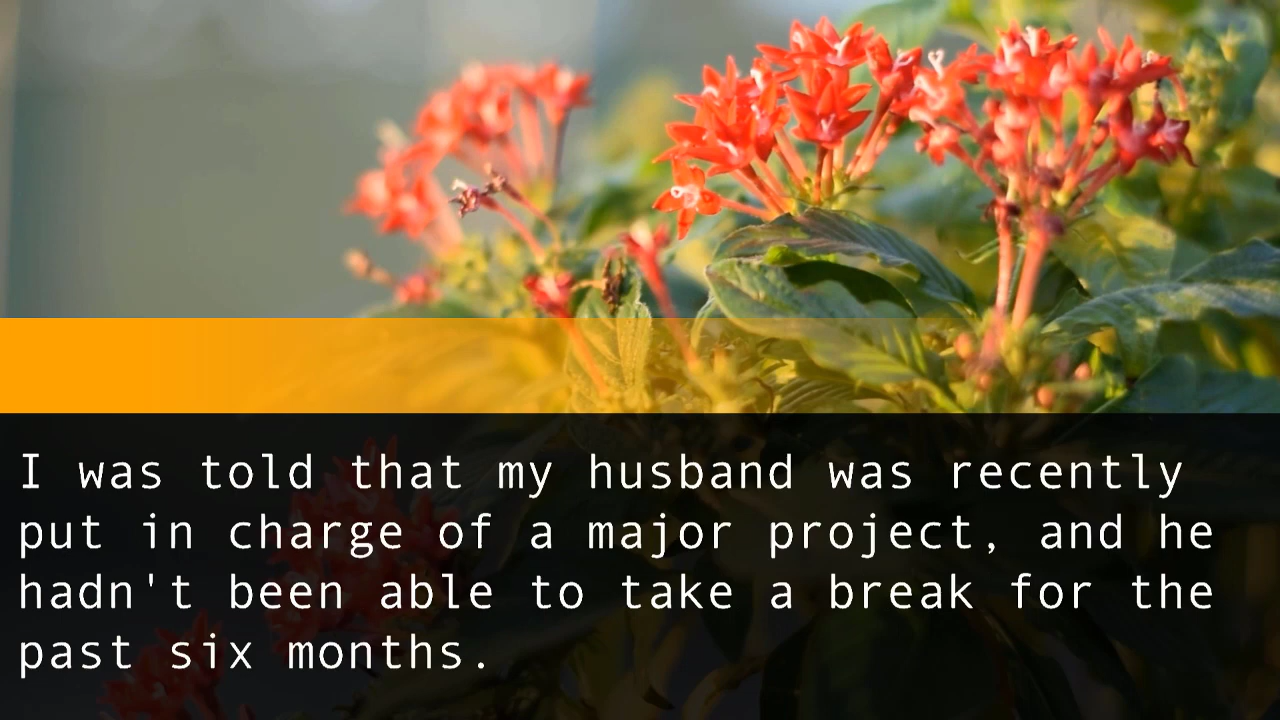 I was told that my husband was recently
put in charge of a major project, and he
hadn't been able to take a break for the
past six months.